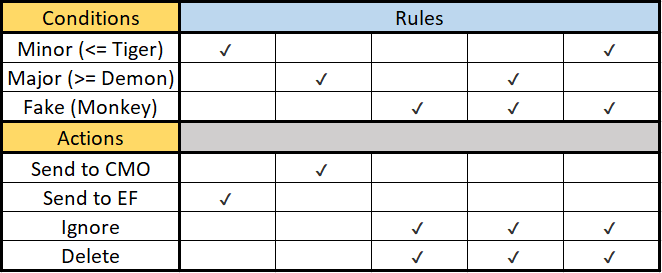 Conditions Rules
Minor (<= Tiger) ✓ ✓
Major (>= Demon) ✓ ✓
Fake (Monkey) ✓ ✓ ✓
Actions
Send to CMO ✓
Send to EF ✓
Ignore ✓ ✓ ✓
Delete ✓ ✓ ✓